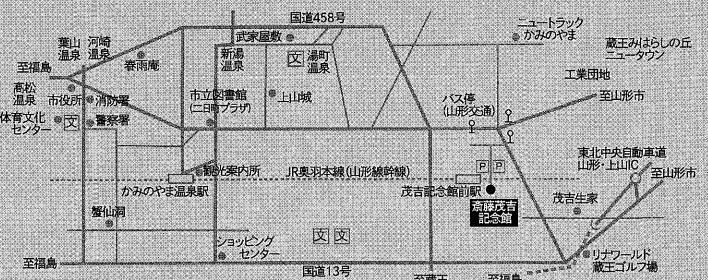 国道458号
ニュートラック
かみのやま
葉山
温泉
河崎
温泉
武家屋敷
新湯
温泉
文
湯町
温泉
蔵王みはらしの丘
ニュータウン
春雨庵
至福島
工業団地
高松
温泉
市役所
消防署
市立図書館
(二日町プラザ)
上山城
バス停
(山形交通)
至山形市
体育文化
センター
文
警察署
東北中央自動車道
山形・上山IC
至山形市
観光案内所
JR奥羽本線(山形線幹線)
P
P
かみのやま温泉駅
茂吉記念館前駅
斎藤茂吉
記念館
茂吉生家
蟹仙洞
文
文
ショッピング
センター
リナワールド
蔵王ゴルフ場
至福島
国道13号
至蔵王
至福島